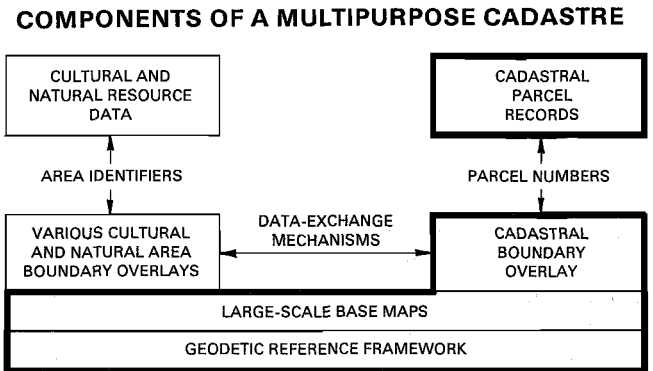 COMPONENTS OF A MULTIPURPOSE CADASTRE
CULTURAL AND
NATURAL RESOURCE
DATA
CADASTRAL
PARCEL
RECORDS
AREA IDENTIFIERS
PARCEL NUMBERS
VARIOUS CULTURAL
AND NATURAL AREA
BOUNDARY OVERLAYS
DATA-EXCHANGE
MECHANISMS
CADASTRAL
BOUNDARY
OVERLAY
LARGE-SCALE BASE MAPS
GEODETIC REFERENCE FRAMEWORK